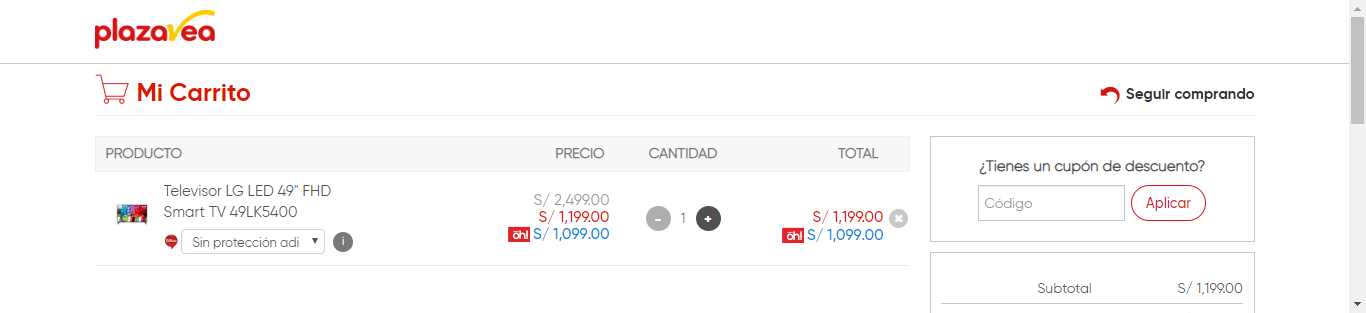 plazavea
Mi Carrito
Seguir comprando
PRODUCTO PRECIO CANTIDAD TOTAL
Televisor LG LED 49" FHD
Smart TV 49LK5400
Sin protección adi
i
S/ 2,499.00
S/ 1,199.00
oh! S/ 1,099.00
- 1 +
S/ 1,199.00
oh! S/ 1,099.00
¿Tienes un cupón de descuento?
Código Aplicar
Subtotal S/ 1,199.00